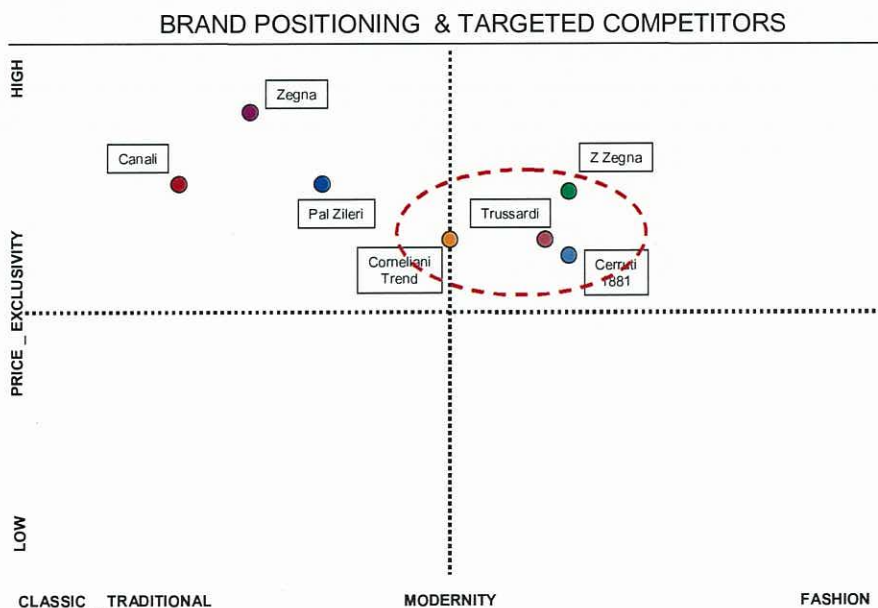 BRAND POSITIONING & TARGETED COMPETITORS
HIGH
Zegna
Canali
Z Zegna
Pal Zileri
Trussardi
Corneliani
Trend
Cerruti
1881
PRICE _ EXCLUSIVITY
LOW
CLASSIC TRADITIONAL MODERNITY FASHION